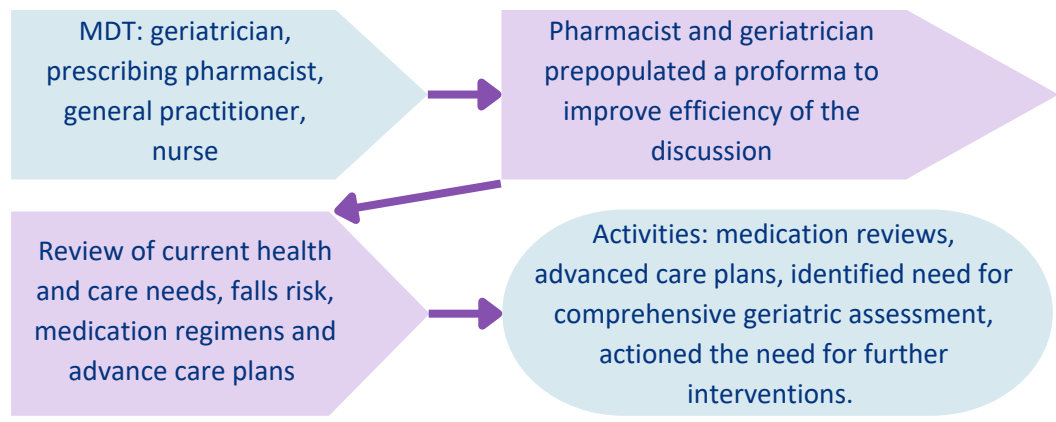 MDT: geriatrician,
prescribing pharmacist,
general practitioner,
nurse
Pharmacist and geriatrician
prepopulated a proforma to
improve efficiency of the
discussion
Review of current health
and care needs, falls risk,
medication regimens and
advance care plans
Activities: medication reviews,
advanced care plans, identified need for
comprehensive geriatric assessment,
actioned the need for further
interventions.